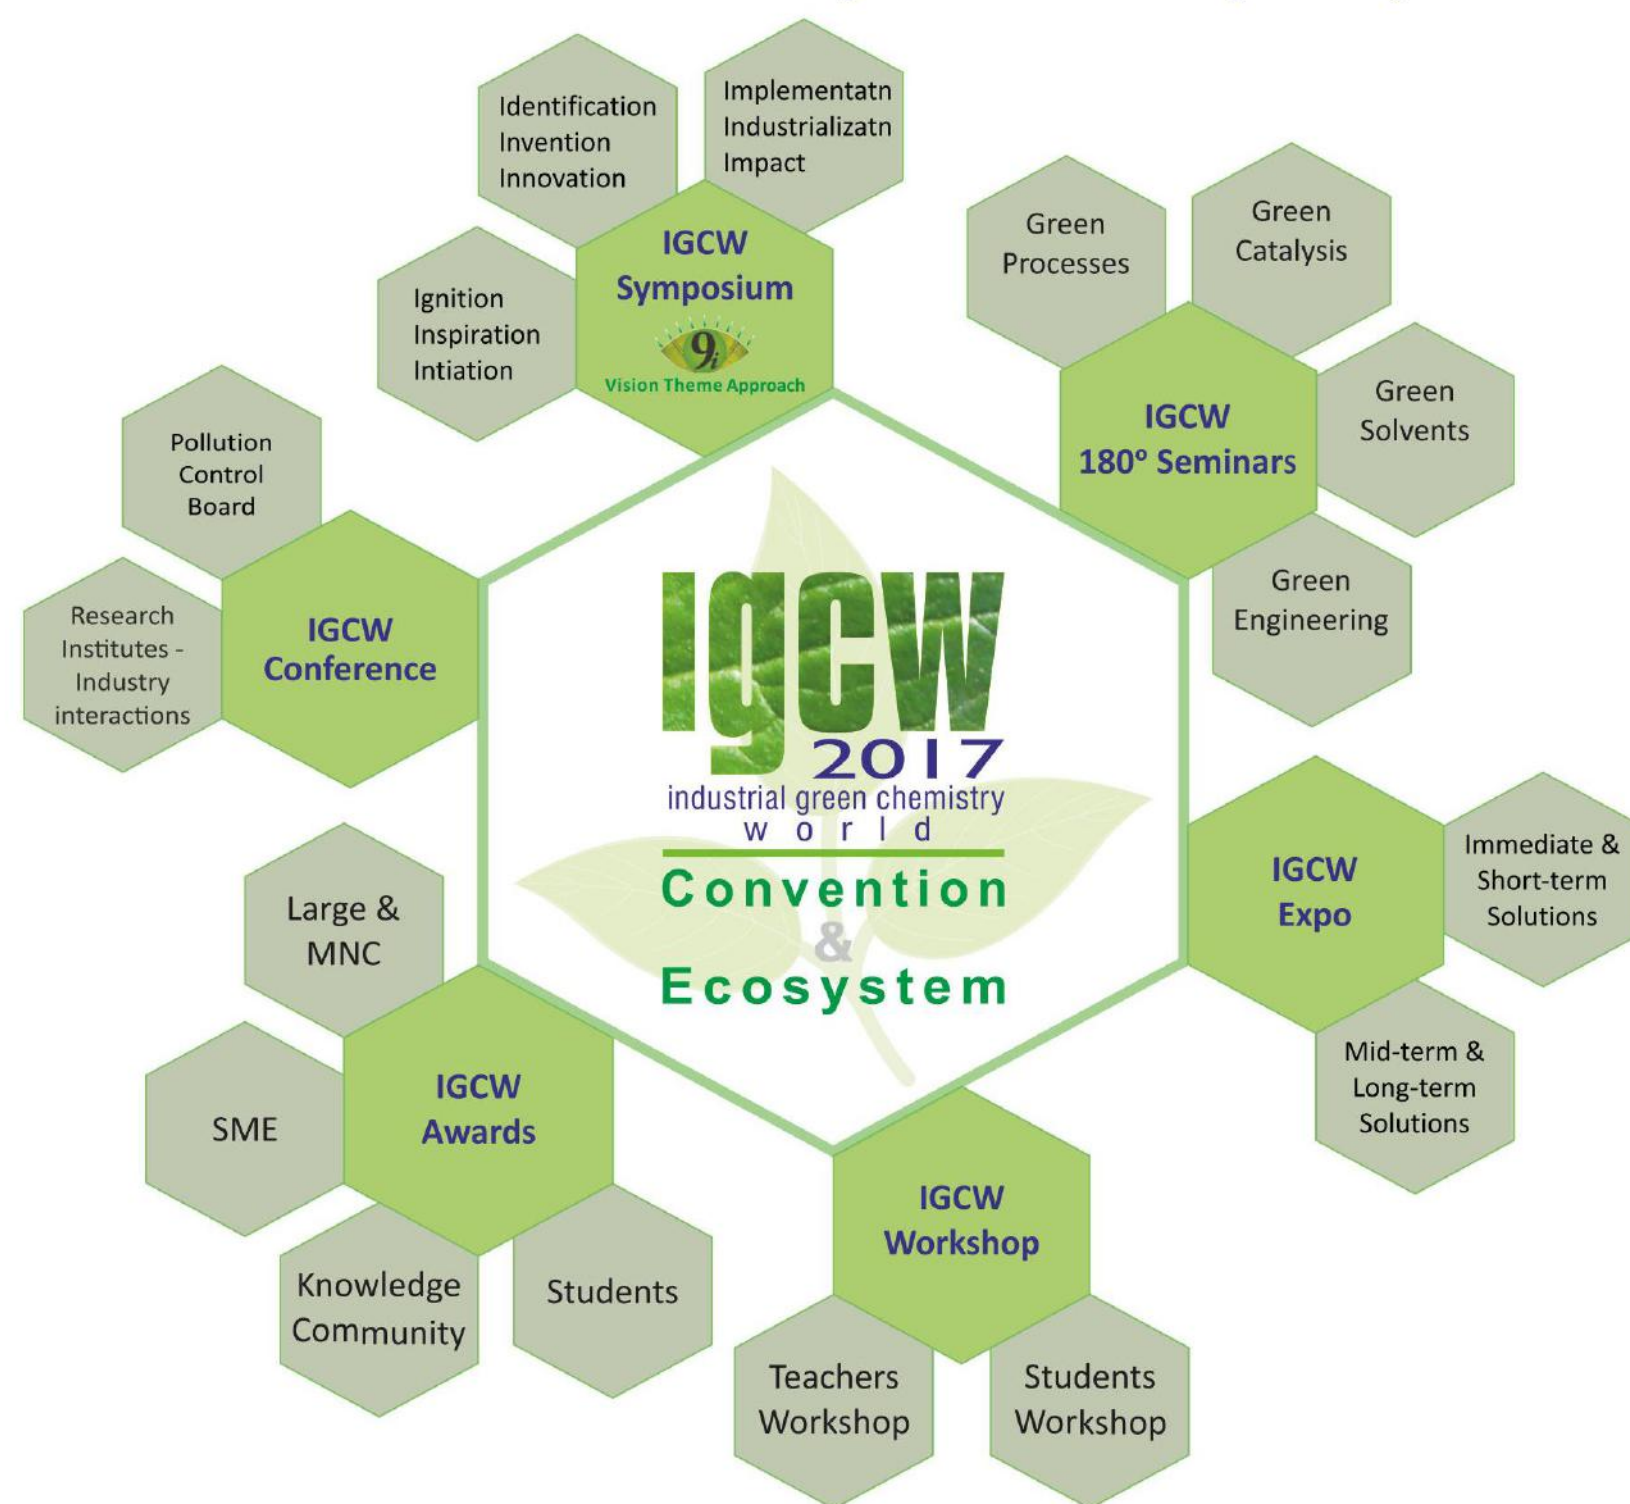 Identification
Invention
Innovation
Implementatn
Industrializatn
Impact
Ignition
Inspiration
Intiation
IGCW
Symposium
9i
Vision Theme Approach
Green
Processes
Green
Catalysis
Green
Solvents
Green
Engineering
IGCW
180º Seminars
Pollution
Control
Board
Research
Institutes -
Industry
interactions
IGCW
Conference
igcw
2017
industrial green chemistry
world
Convention
&
Ecosystem
IGCW
Expo
Immediate &
Short-term
Solutions
Mid-term &
Long-term
Solutions
Large &
MNC
SME
IGCW
Awards
Knowledge
Community
Students
IGCW
Workshop
Teachers
Workshop
Students
Workshop